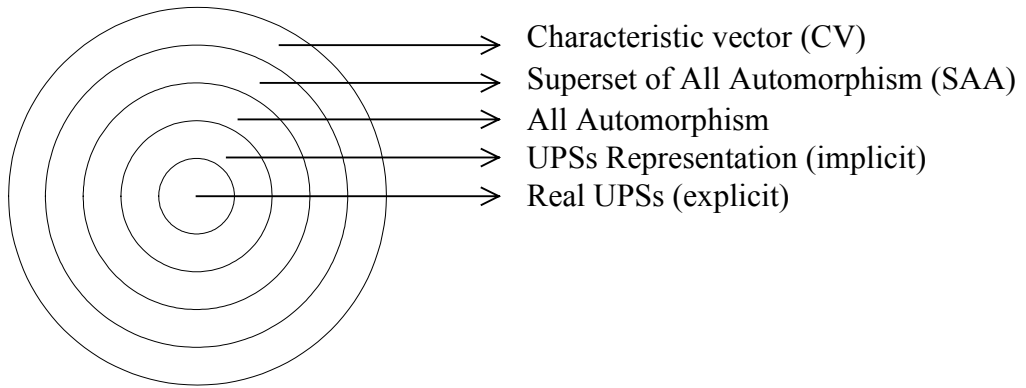 Characteristic vector (CV)
Superset of All Automorphism (SAA)
All Automorphism
UPSs Representation (implicit)
Real UPSs (explicit)